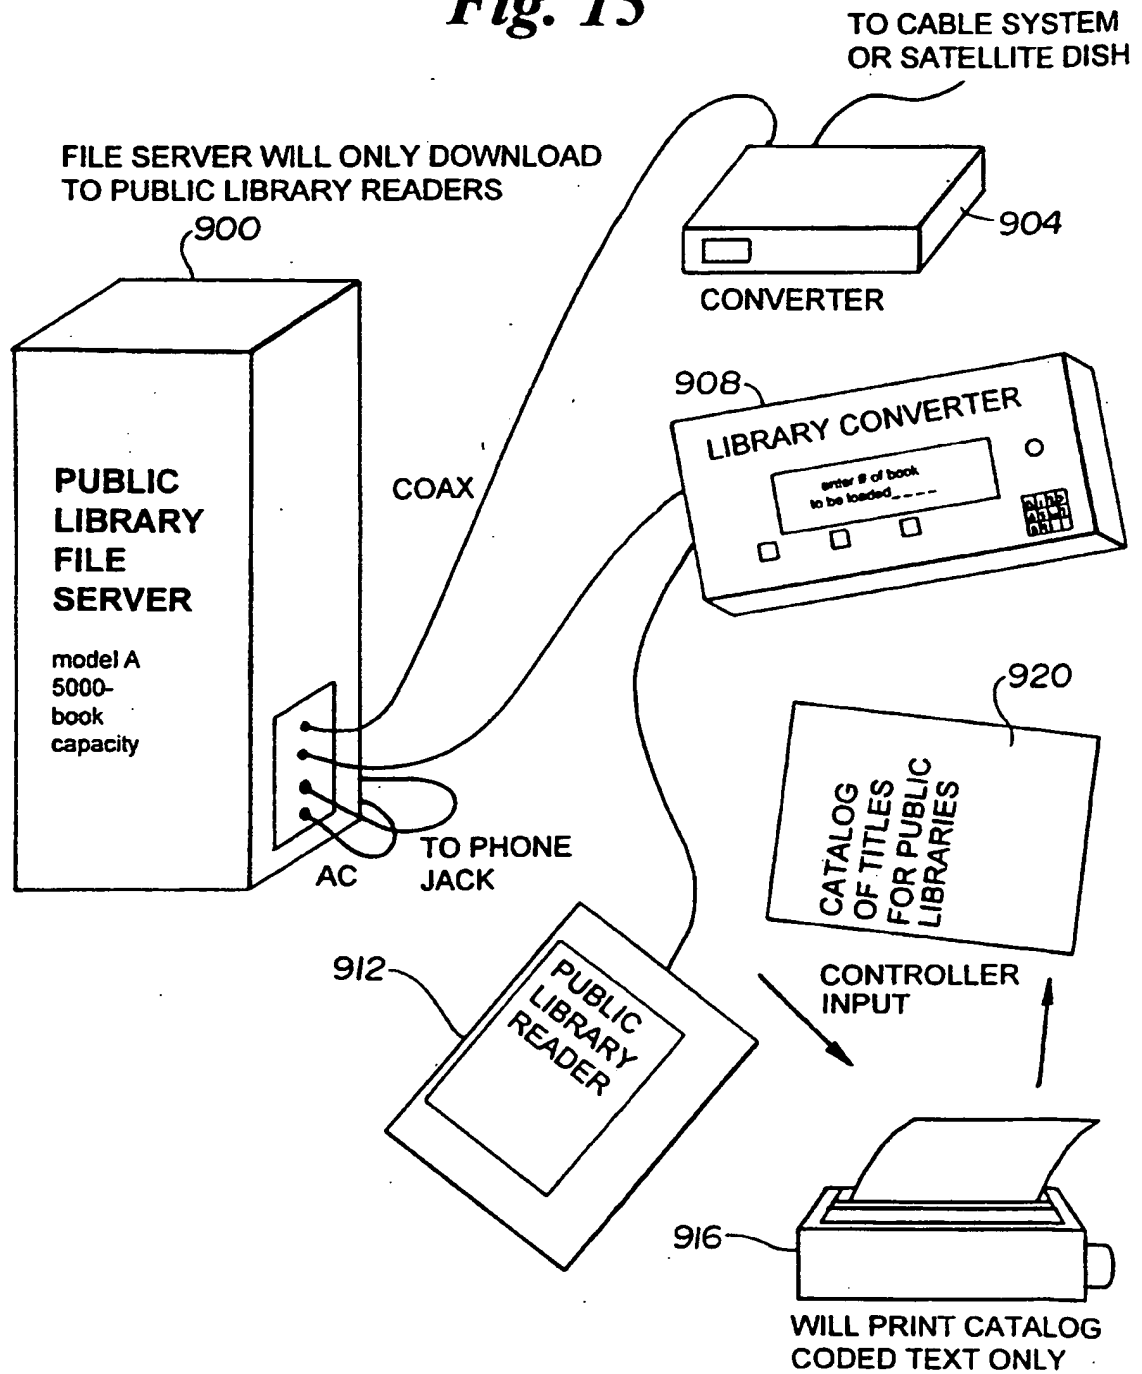 Fig. 15
TO CABLE SYSTEM
OR SATELLITE DISH
FILE SERVER WILL ONLY DOWNLOAD
TO PUBLIC LIBRARY READERS
900
904
CONVERTER
908
LIBRARY CONVERTER
enter # of book
to be loaded____
COAX
PUBLIC
LIBRARY
FILE
SERVER
model A
5000-
book
capacity
AC
TO PHONE
JACK
920
CATALOG
OF TITLES
FOR PUBLIC
LIBRARIES
CONTROLLER
INPUT
912
PUBLIC
LIBRARY
READER
916
WILL PRINT CATALOG
CODED TEXT ONLY